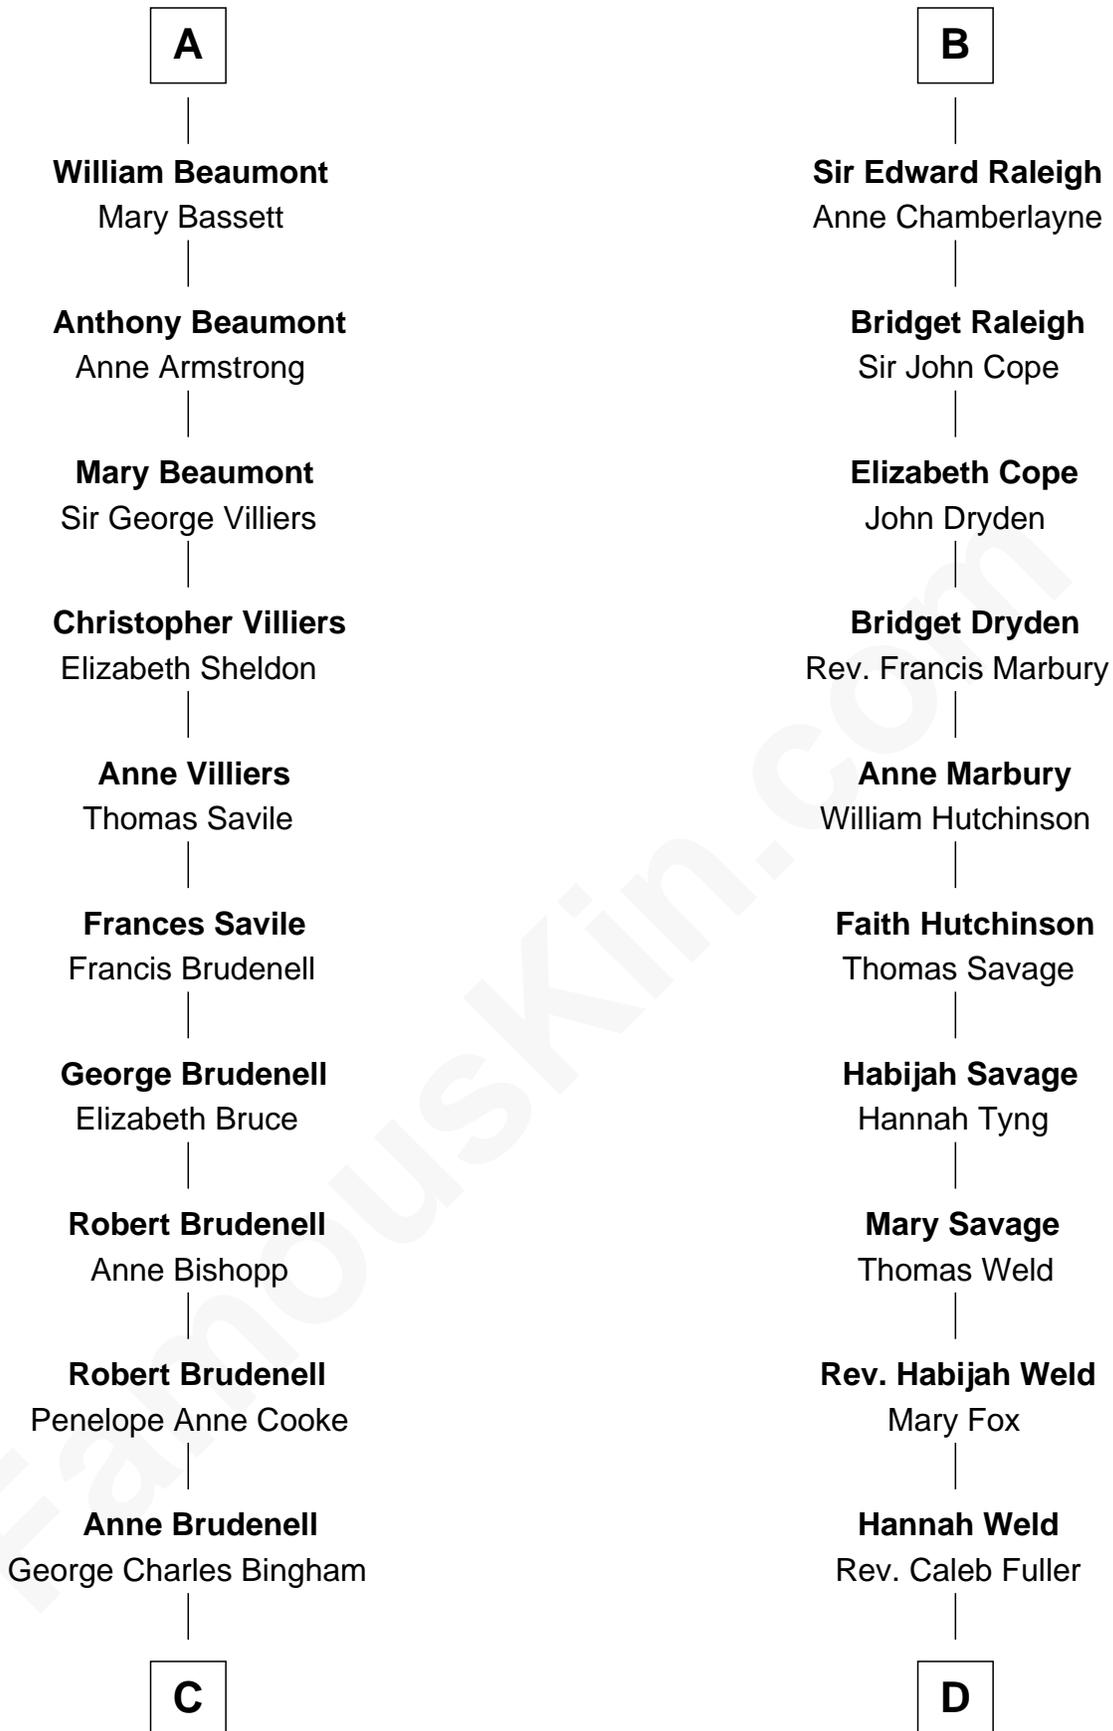 A
William Beaumont
Mary Bassett
Anthony Beaumont
Anne Armstrong
Mary Beaumont
Sir George Villiers
Christopher Villiers
Elizabeth Sheldon
Anne Villiers
Thomas Savile
Frances Savile
Francis Brudenell
George Brudenell
Elizabeth Bruce
Robert Brudenell
Anne Bishopp
Robert Brudenell
Penelope Anne Cooke
Anne Brudenell
George Charles Bingham
C
B
Sir Edward Raleigh
Anne Chamberlayne
Bridget Raleigh
Sir John Cope
Elizabeth Cope
John Dryden
Bridget Dryden
Rev. Francis Marbury
Anne Marbury
William Hutchinson
Faith Hutchinson
Thomas Savage
Habijah Savage
Hannah Tyng
Mary Savage
Thomas Weld
Rev. Habijah Weld
Mary Fox
Hannah Weld
Rev. Caleb Fuller
D
FamousKin.com